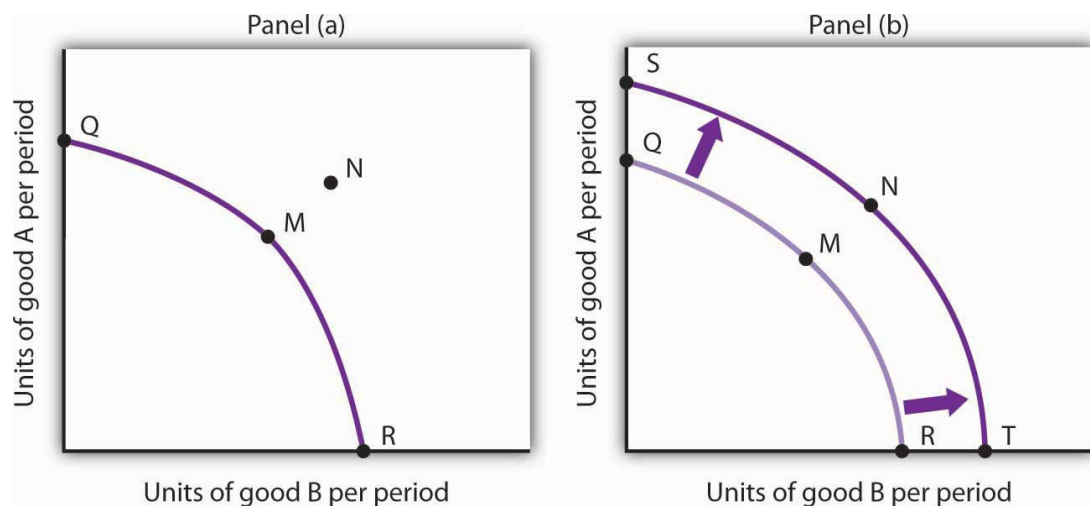 Panel (a)
Units of good A per period
Q
N
M
R
Units of good B per period
Panel (b)
Units of good A per period
S
Q
N
M
R
T
Units of good B per period